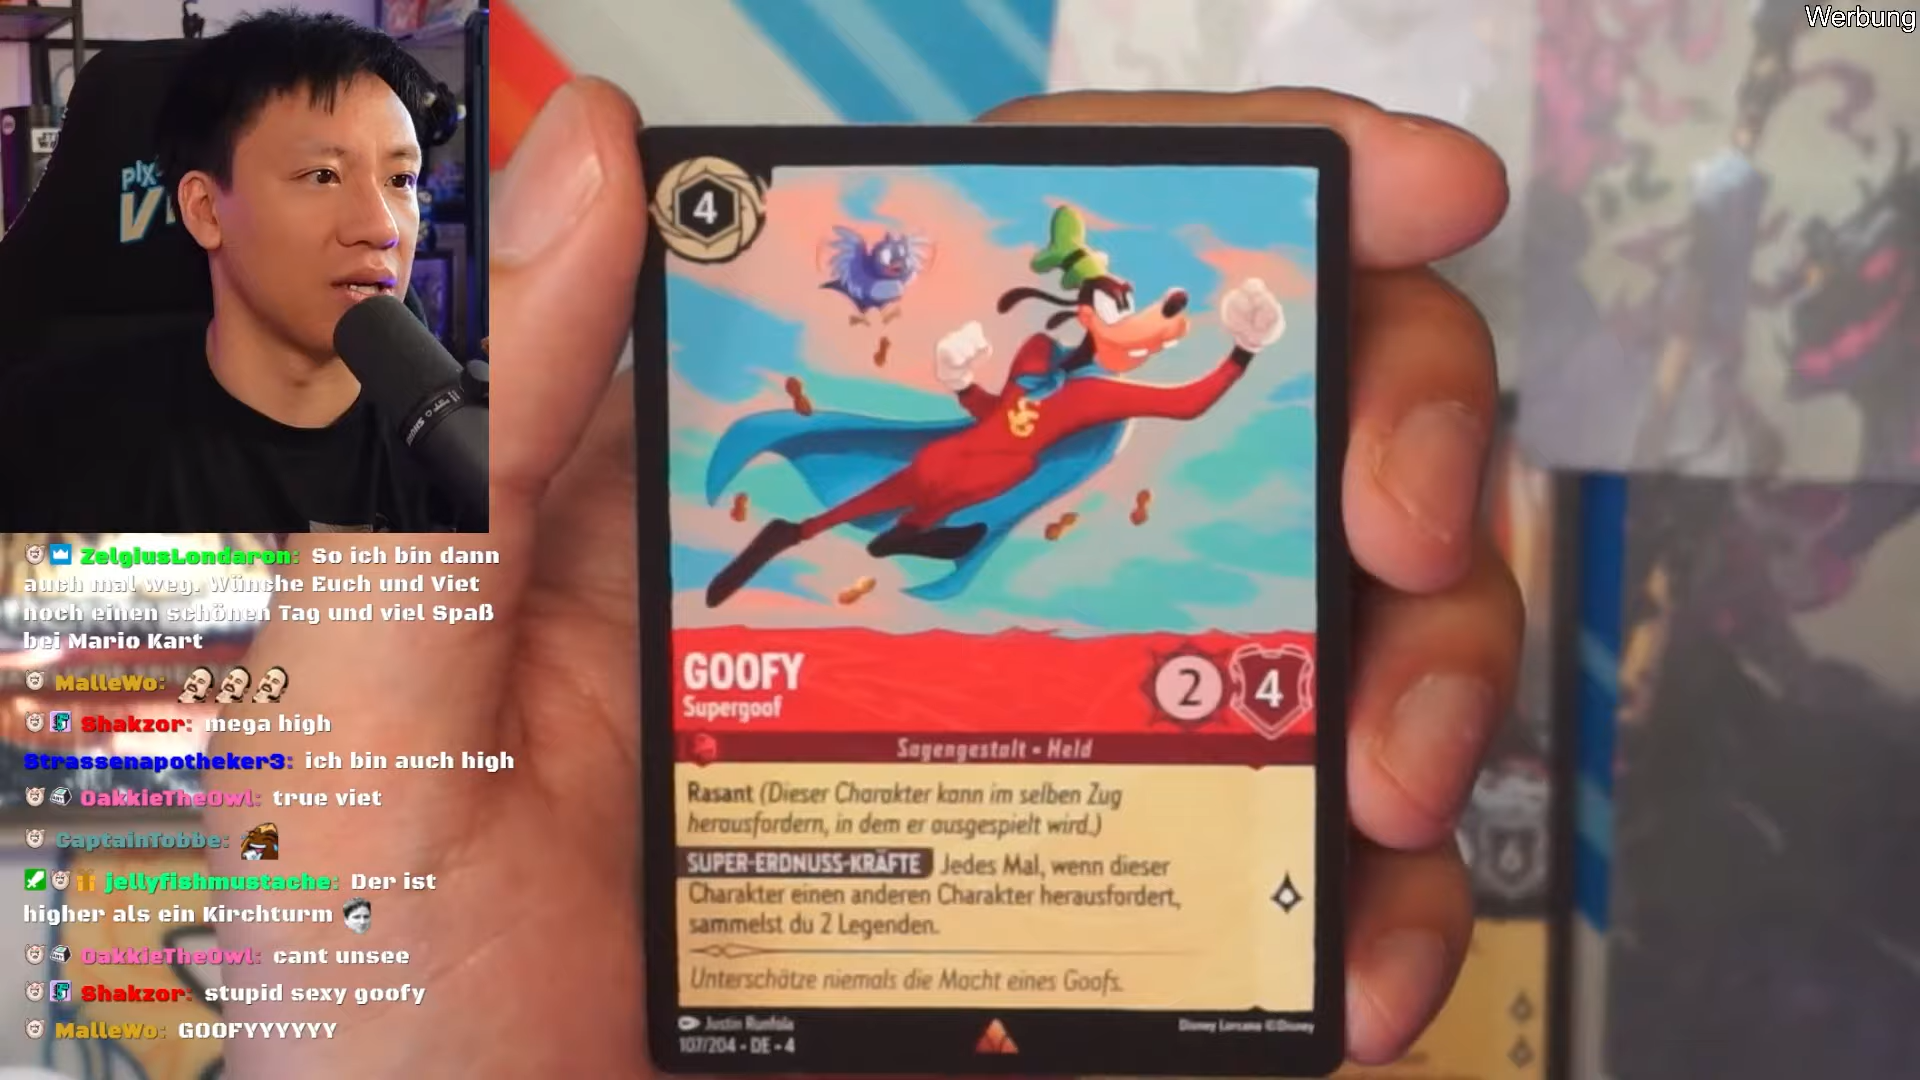 Werbung
4
GOOFY
Supergoof
2
4
Sagengestalt • Held
Rasant (Dieser Charakter kann im selben Zug
herausfordern, in dem er ausgespielt wird.)
SUPER-ERDNUSS-KRÄFTE Jedes Mal, wenn dieser
Charakter einen anderen Charakter herausfordert,
sammelst du 2 Legenden.
Unterschätze niemals die Macht eines Goofs.
Justin Runfola
107/204 • DE • 4
Disney Lorcana ©Disney
ZelgiusLondaron: So ich bin dann
auch mal weg. Wünsche Euch und Viet
noch einen schönen Tag und viel Spaß
bei Mario Kart
MalleWo:
Shakzor: mega high
Strassenapotheker3: ich bin auch high
OakkieTheOwl: true viet
CaptainTobbe:
jellyfishmustache: Der ist
higher als ein Kirchturm
OakkieTheOwl: cant unsee
Shakzor: stupid sexy goofy
MalleWo: GOOFYYYYYY